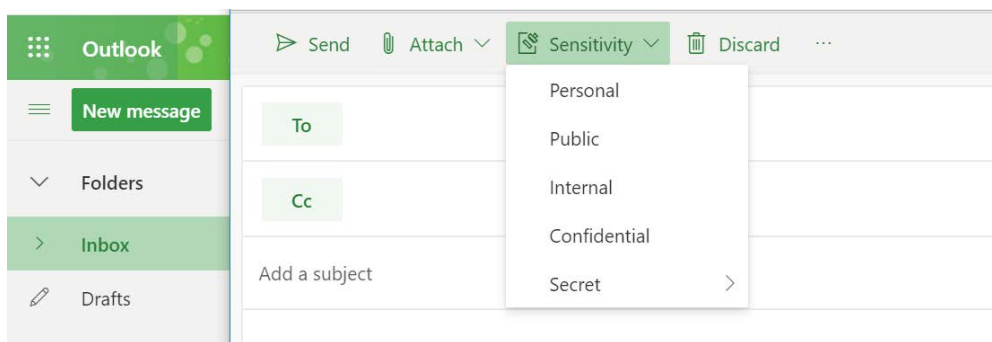 Outlook
Send Attach Sensitivity Discard ...
New message
Folders
Inbox
Drafts
To
Cc
Add a subject
Personal
Public
Internal
Confidential
Secret